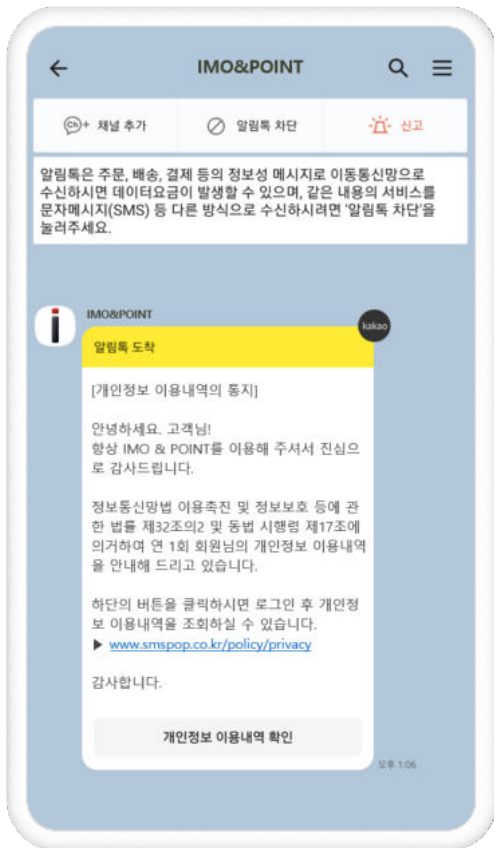 IMO&POINT
Ch+ 채널 추가
알림톡 차단
신고
알림톡은 주문, 배송, 결제 등의 정보성 메시지로 이동통신망으로
수신하시면 데이터요금이 발생할 수 있으며, 같은 내용의 서비스를
문자메시지(SMS) 등 다른 방식으로 수신하시려면 '알림톡 차단'을
눌러주세요.
IMO&POINT
kakao
알림톡 도착
[개인정보 이용내역의 통지]
안녕하세요. 고객님!
항상 IMO & POINT를 이용해 주셔서 진심으
로 감사드립니다.
정보통신망법 이용촉진 및 정보보호 등에 관
한 법률 제32조의2 및 동법 시행령 제17조에
의거하여 연 1회 회원님의 개인정보 이용내역
을 안내해 드리고 있습니다.
하단의 버튼을 클릭하시면 로그인 후 개인정
보 이용내역을 조회하실 수 있습니다.
▶ www.smspop.co.kr/policy/privacy
감사합니다.
개인정보 이용내역 확인
오후 1:06